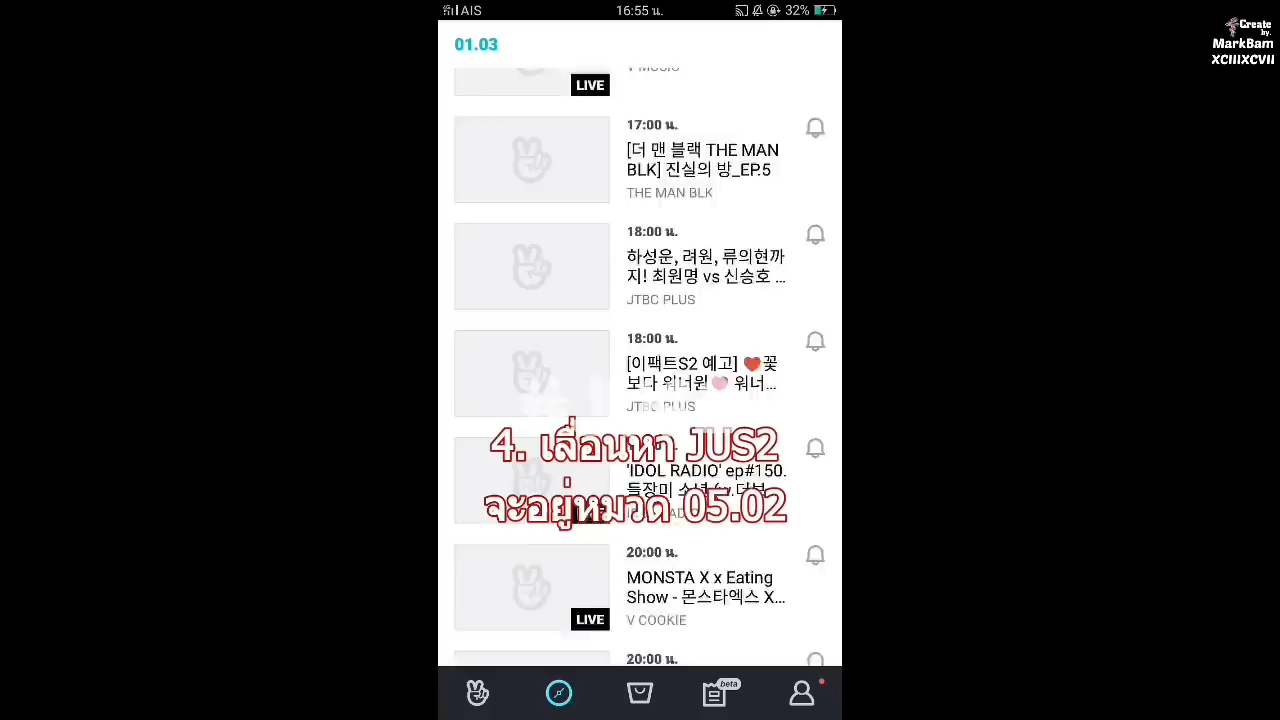 AIS
16:55 น.
32%
Create
by.
MarkBam
XCIIIXCVII
01.03
V MUSIC
LIVE
17:00 น.
[더 맨 블랙 THE MAN
BLK] 진실의 방_EP.5
THE MAN BLK
18:00 น.
하성운, 려원, 류의현까
지! 최원명 vs 신승호 ...
JTBC PLUS
18:00 น.
[이팩트S2 예고] ❤️꽃
보다 워너원🩷 워너...
JTBC PLUS
4. เลื่อนหา JUS2
'IDOL RADIO' ep#150.
들장미 소년
จะอยู่หมวด 05.02
20:00 น.
MONSTA X x Eating
Show - 몬스타엑스 X...
LIVE
V COOKIE
20:00 น.
beta